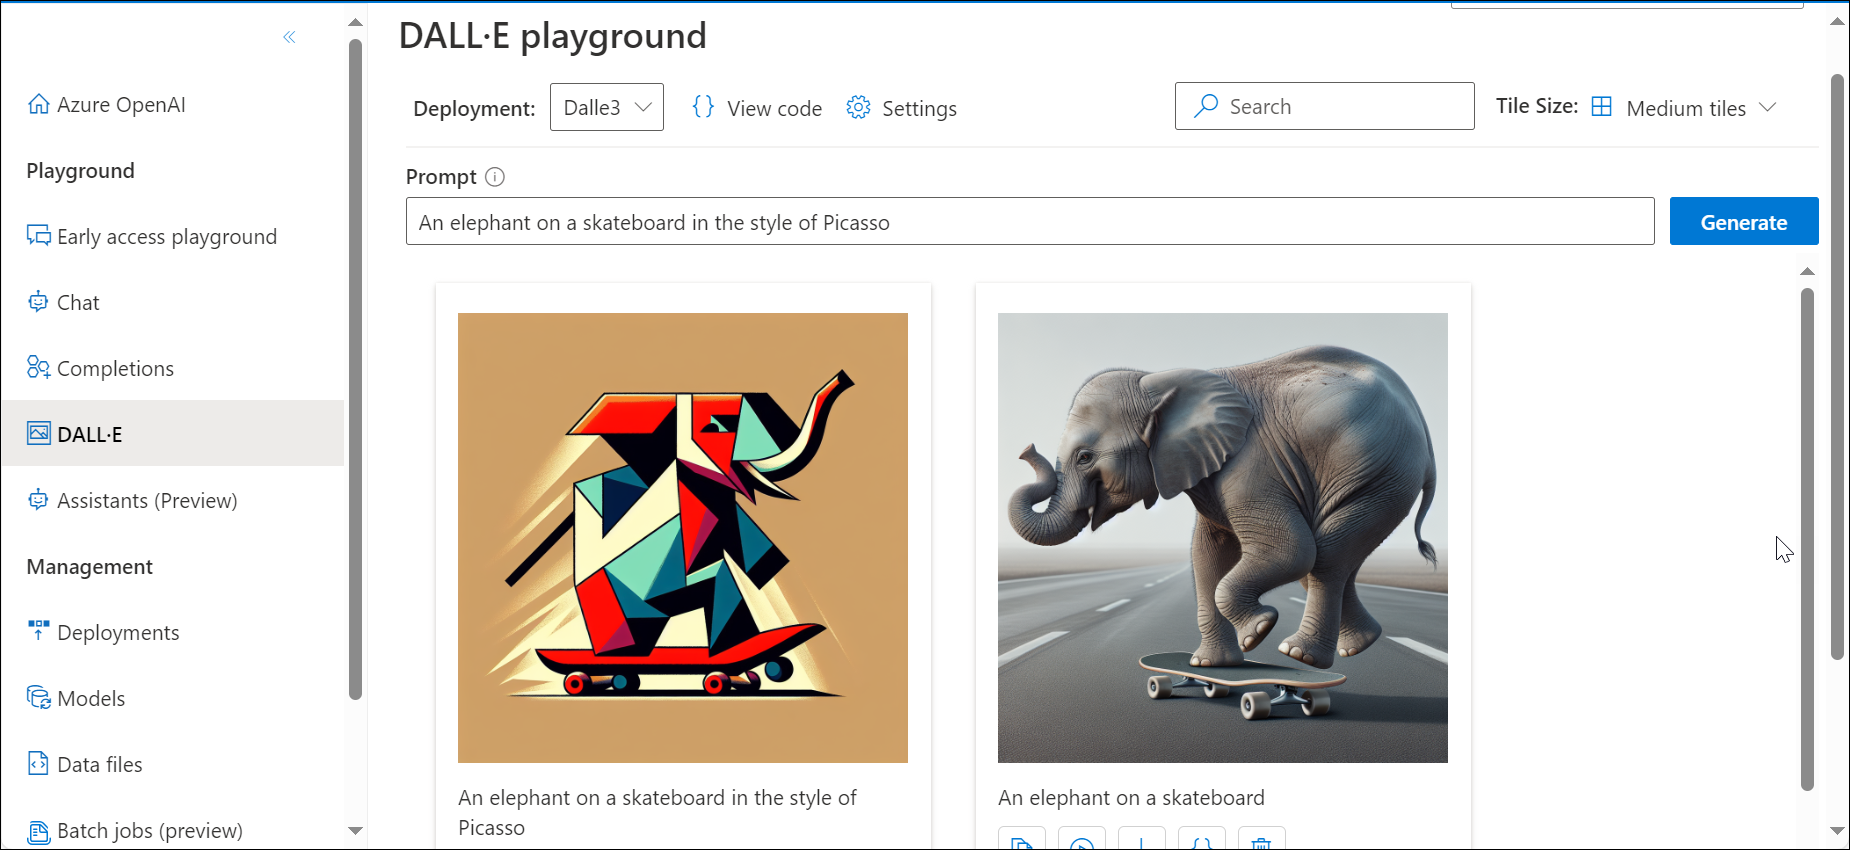 DALL·E playground
Azure OpenAI
Playground
Early access playground
Chat
Completions
DALL·E
Assistants (Preview)
Management
Deployments
Models
Data files
Batch jobs (preview)
Deployment:
Dalle3
{} View code
Settings
Search
Tile Size:
Medium tiles
Prompt
An elephant on a skateboard in the style of Picasso
Generate
An elephant on a skateboard in the style of
Picasso
An elephant on a skateboard